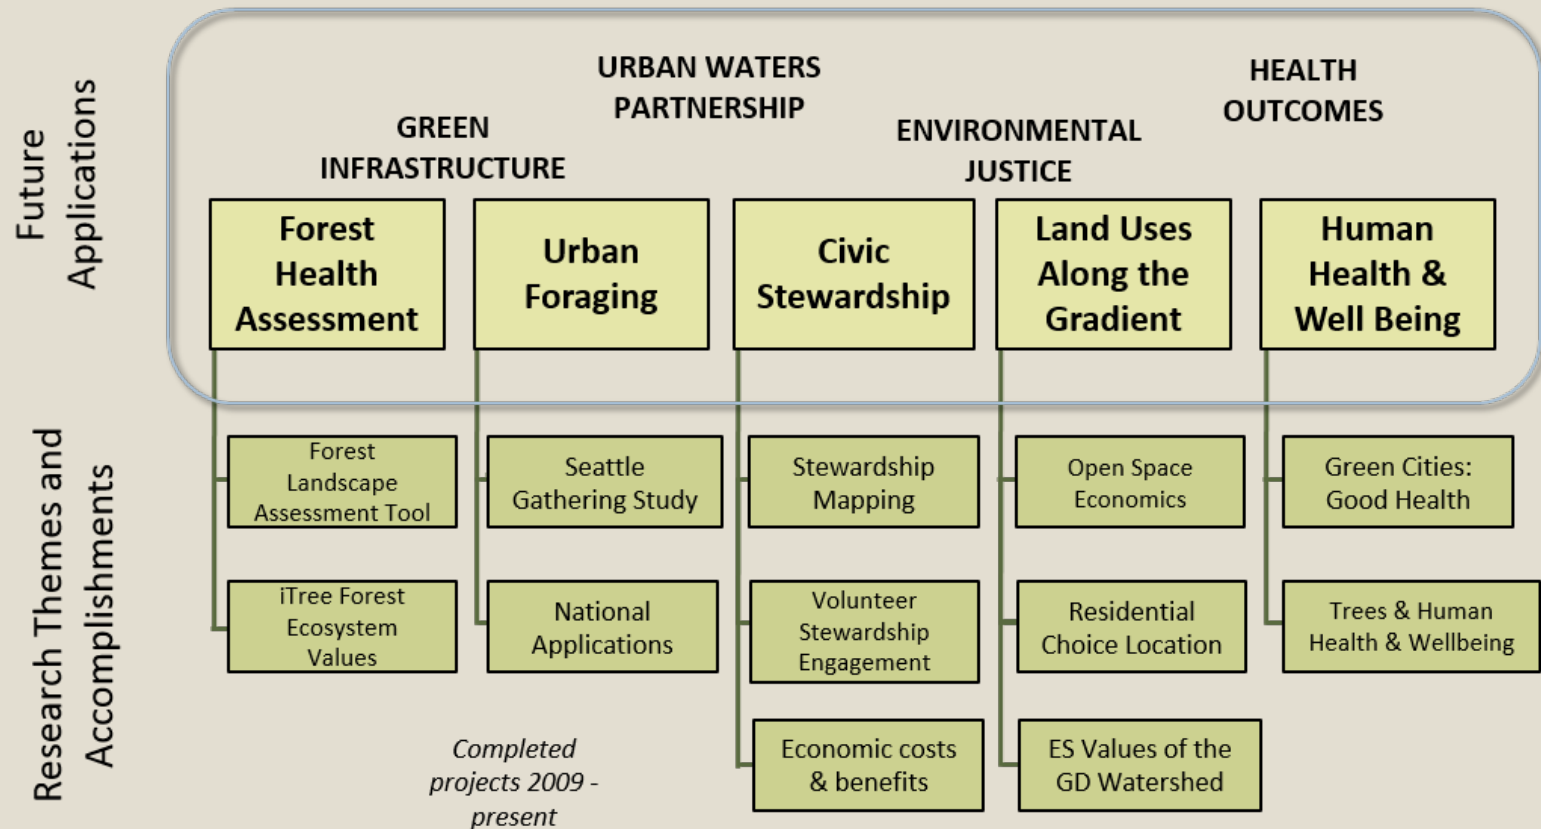 Future
Applications
URBAN WATERS
PARTNERSHIP
HEALTH
OUTCOMES
GREEN
INFRASTRUCTURE
ENVIRONMENTAL
JUSTICE
Forest
Health
Assessment
Urban
Foraging
Civic
Stewardship
Land Uses
Along the
Gradient
Human
Health &
Well Being
Research Themes and
Accomplishments
Forest
Landscape
Assessment Tool
Seattle
Gathering Study
Stewardship
Mapping
Open Space
Economics
Green Cities:
Good Health
iTree Forest
Ecosystem
Values
National
Applications
Volunteer
Stewardship
Engagement
Residential
Choice Location
Trees & Human
Health & Wellbeing
Completed
projects 2009 -
present
Economic costs
& benefits
ES Values of the
GD Watershed